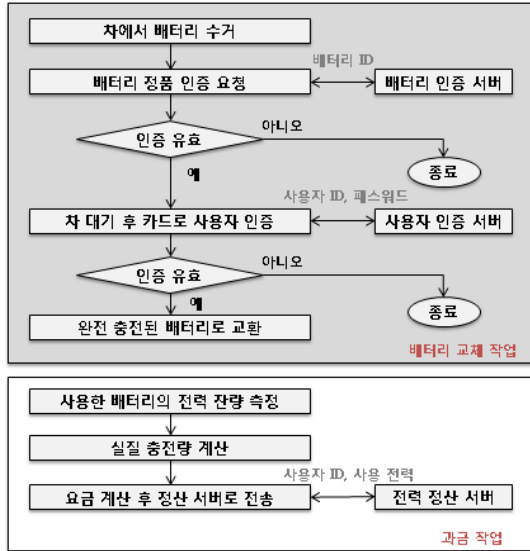 차에서 배터리 수거
배터리 정품 인증 요청
배터리 ID
배터리 인증 서버
인증 유효
아니오
종료
예
차 대기 후 카드로 사용자 인증
사용자 ID, 패스워드
사용자 인증 서버
인증 유효
아니오
종료
예
완전 충전된 배터리로 교환
배터리 교체 작업
사용한 배터리의 전력 잔량 측정
실질 충전량 계산
요금 계산 후 정산 서버로 전송
사용자 ID, 사용 전력
전력 정산 서버
과금 작업